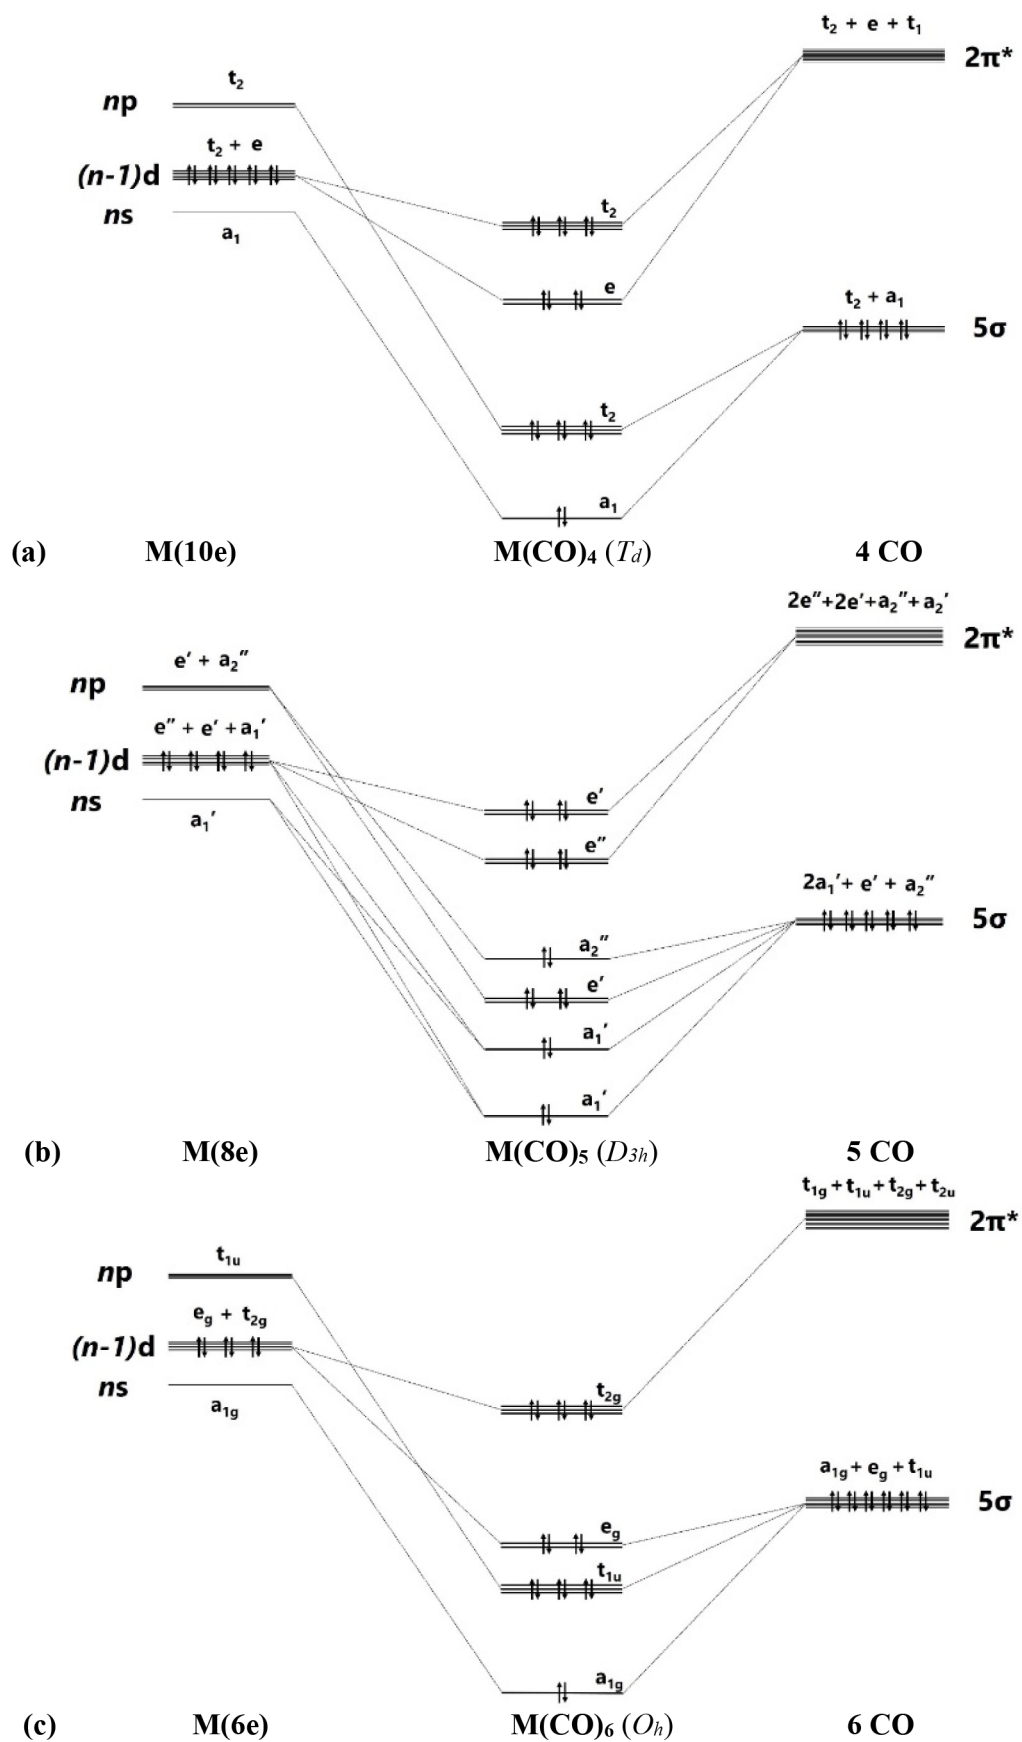 t₂ + e + t₁
2π*
t₂
np
t₂ + e
(n-1)d
ns
a₁
t₂
e
t₂ + a₁
5σ
t₂
a₁
(a) M(10e) M(CO)₄ (Td) 4 CO
2e″+2e′+a₂″+a₂′
2π*
e′ + a₂″
np
e″ + e′ + a₁′
(n-1)d
ns
a₁′
e′
e″
2a₁′+ e′ + a₂″
5σ
a₂″
e′
a₁′
a₁′
(b) M(8e) M(CO)₅ (D3h) 5 CO
t₁g + t₁u + t₂g + t₂u
2π*
t₁u
np
eg + t₂g
(n-1)d
ns
a₁g
t₂g
a₁g + eg + t₁u
5σ
eg
t₁u
a₁g
(c) M(6e) M(CO)₆ (Oh) 6 CO